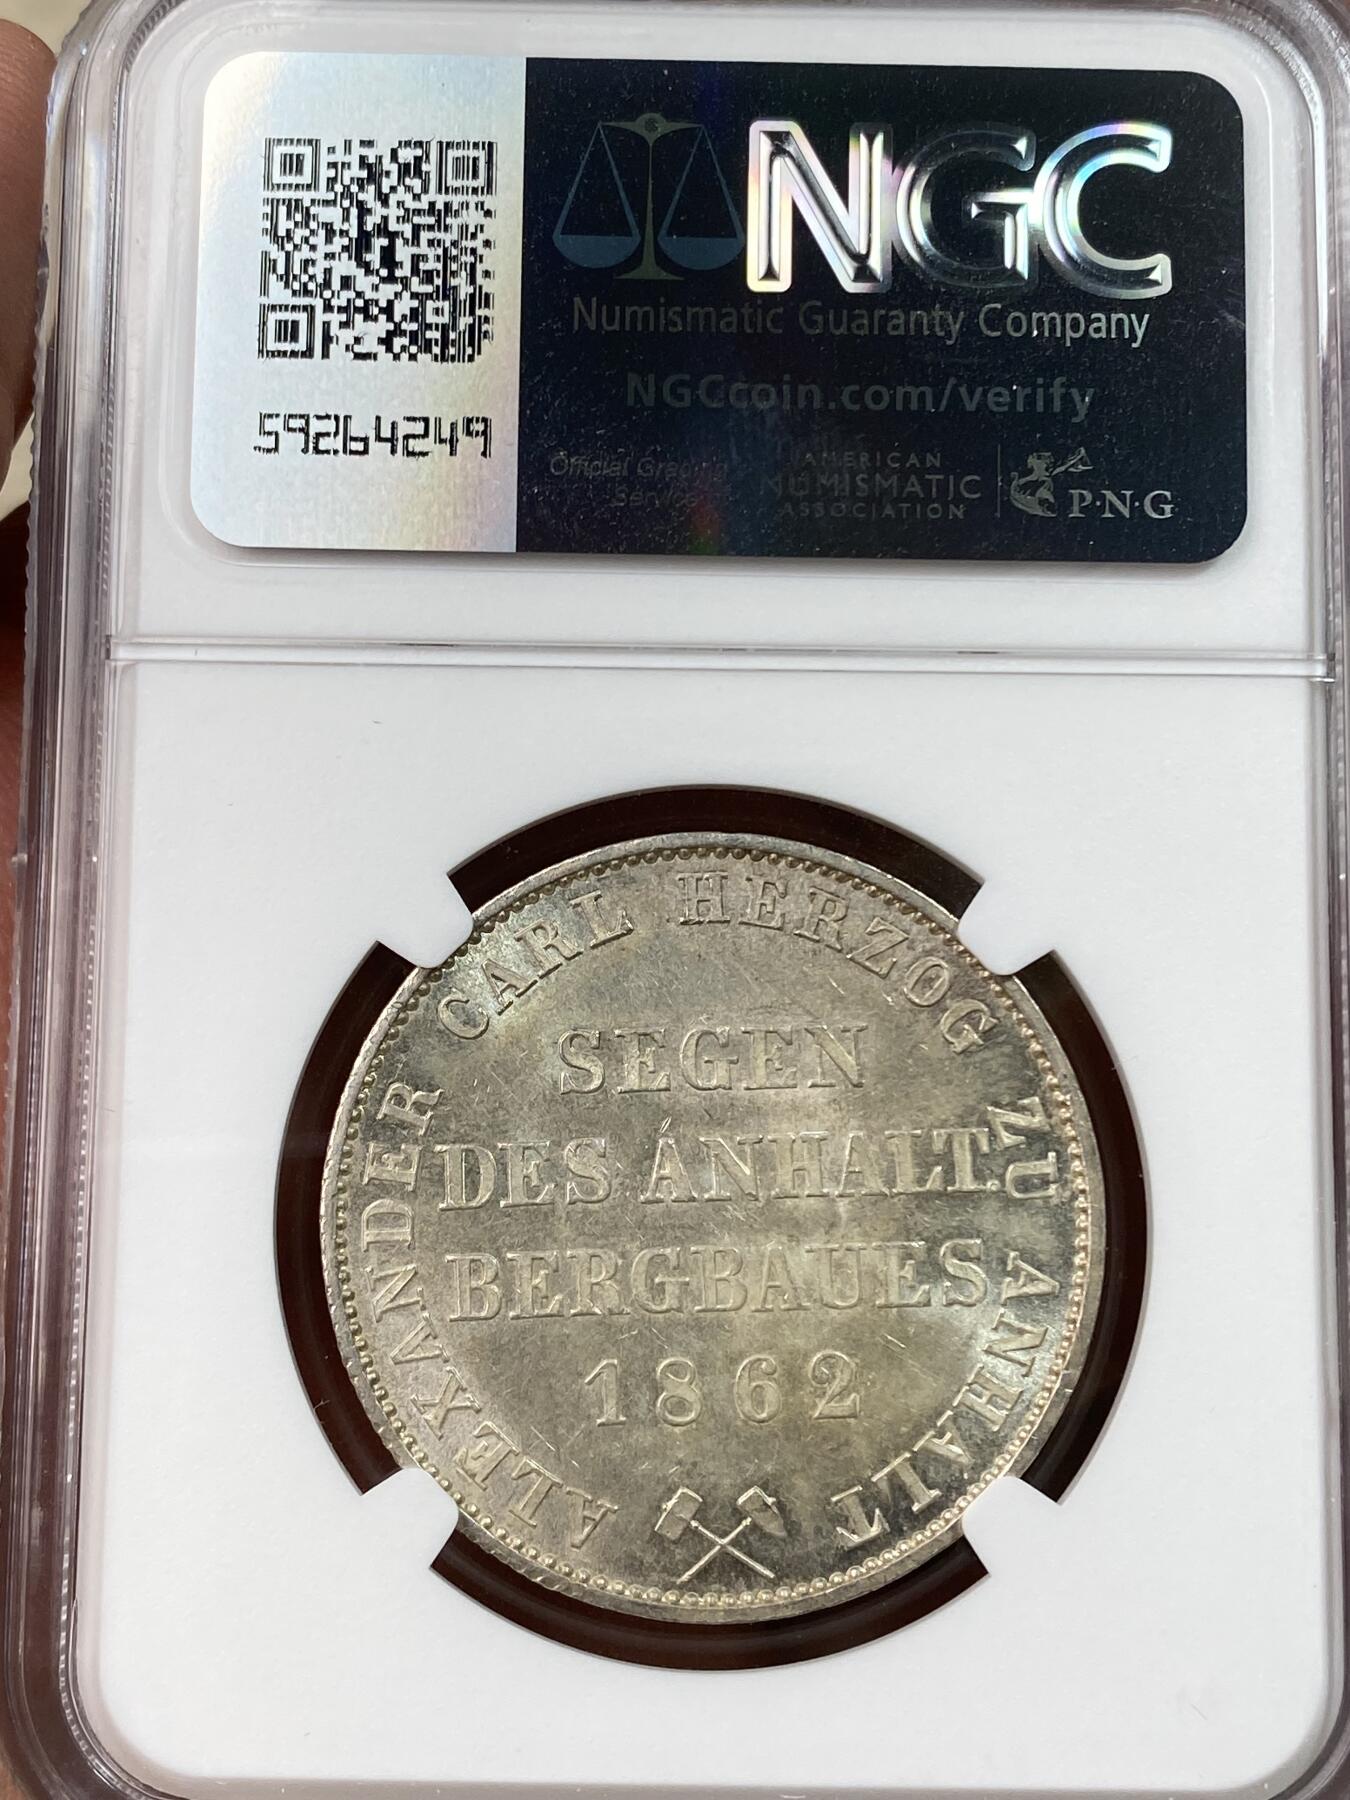 NGC
Numismatic Guaranty Company
NGCcoin.com/verify
59264249
Official Grading
Service
AMERICAN
NUMISMATIC
ASSOCIATION
P·N·G
ALEXANDER CARL HERZOG ZU ANHALT
SEGEN
DES ANHALT.
BERGBAUES
1862